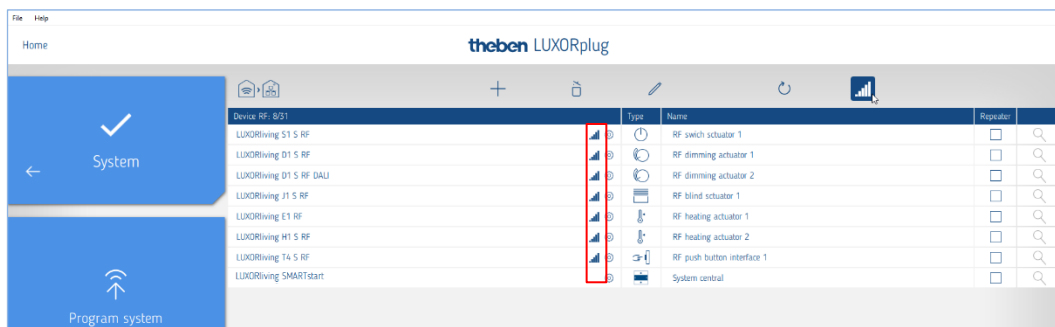 File Help
Home
theben LUXORplug
System
Program system
Device RF: 8/31 Type Name Repeater
LUXORliving S1 S RF RF swich sctuator 1
LUXORliving D1 S RF RF dimming actuator 1
LUXORliving D1 S RF DALI RF dimming actuator 2
LUXORliving J1 S RF RF blind sctuator 1
LUXORliving E1 RF RF heating actuator 1
LUXORliving H1 S RF RF heating actuator 2
LUXORliving T4 S RF RF push button interface 1
LUXORliving SMARTstart System central